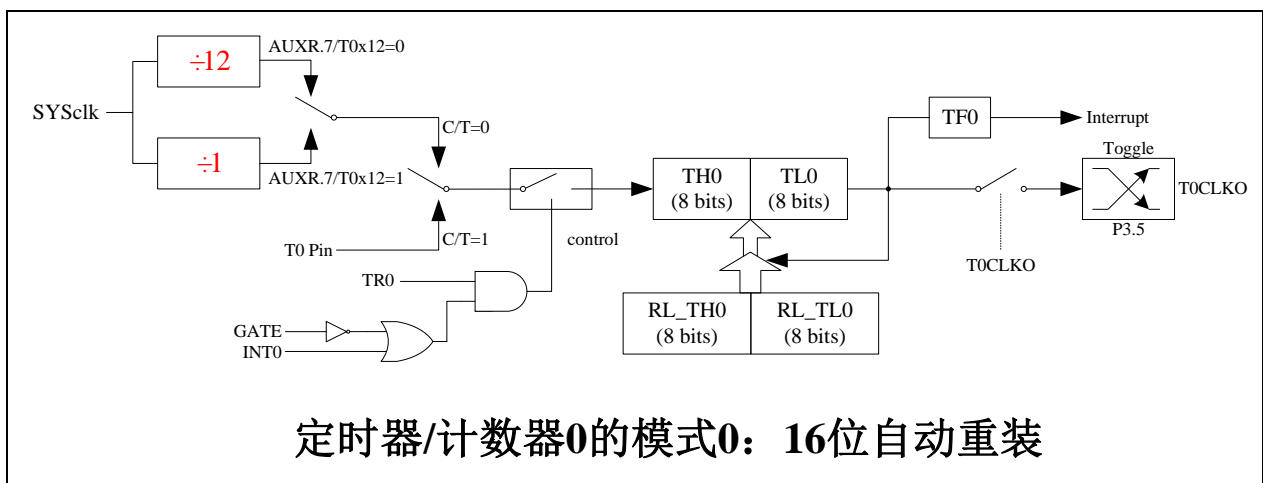 AUXR.7/T0x12=0
÷12
SYSclk
÷1
AUXR.7/T0x12=1
C/T=0
C/T=1
T0 Pin
control
TR0
GATE
INT0
TH0
(8 bits)
TL0
(8 bits)
RL_TH0
(8 bits)
RL_TL0
(8 bits)
TF0
Interrupt
Toggle
T0CLKO
P3.5
T0CLKO
定时器/计数器0的模式0：16位自动重装